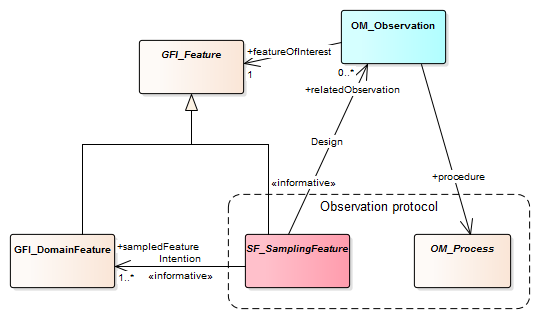 OM_Observation
GFI_Feature
+featureOfInterest
1
0..*
+relatedObservation
Design
+procedure
«informative»
Observation protocol
GFI_DomainFeature
+sampledFeature
Intention
1..*
«informative»
SF_SamplingFeature
OM_Process